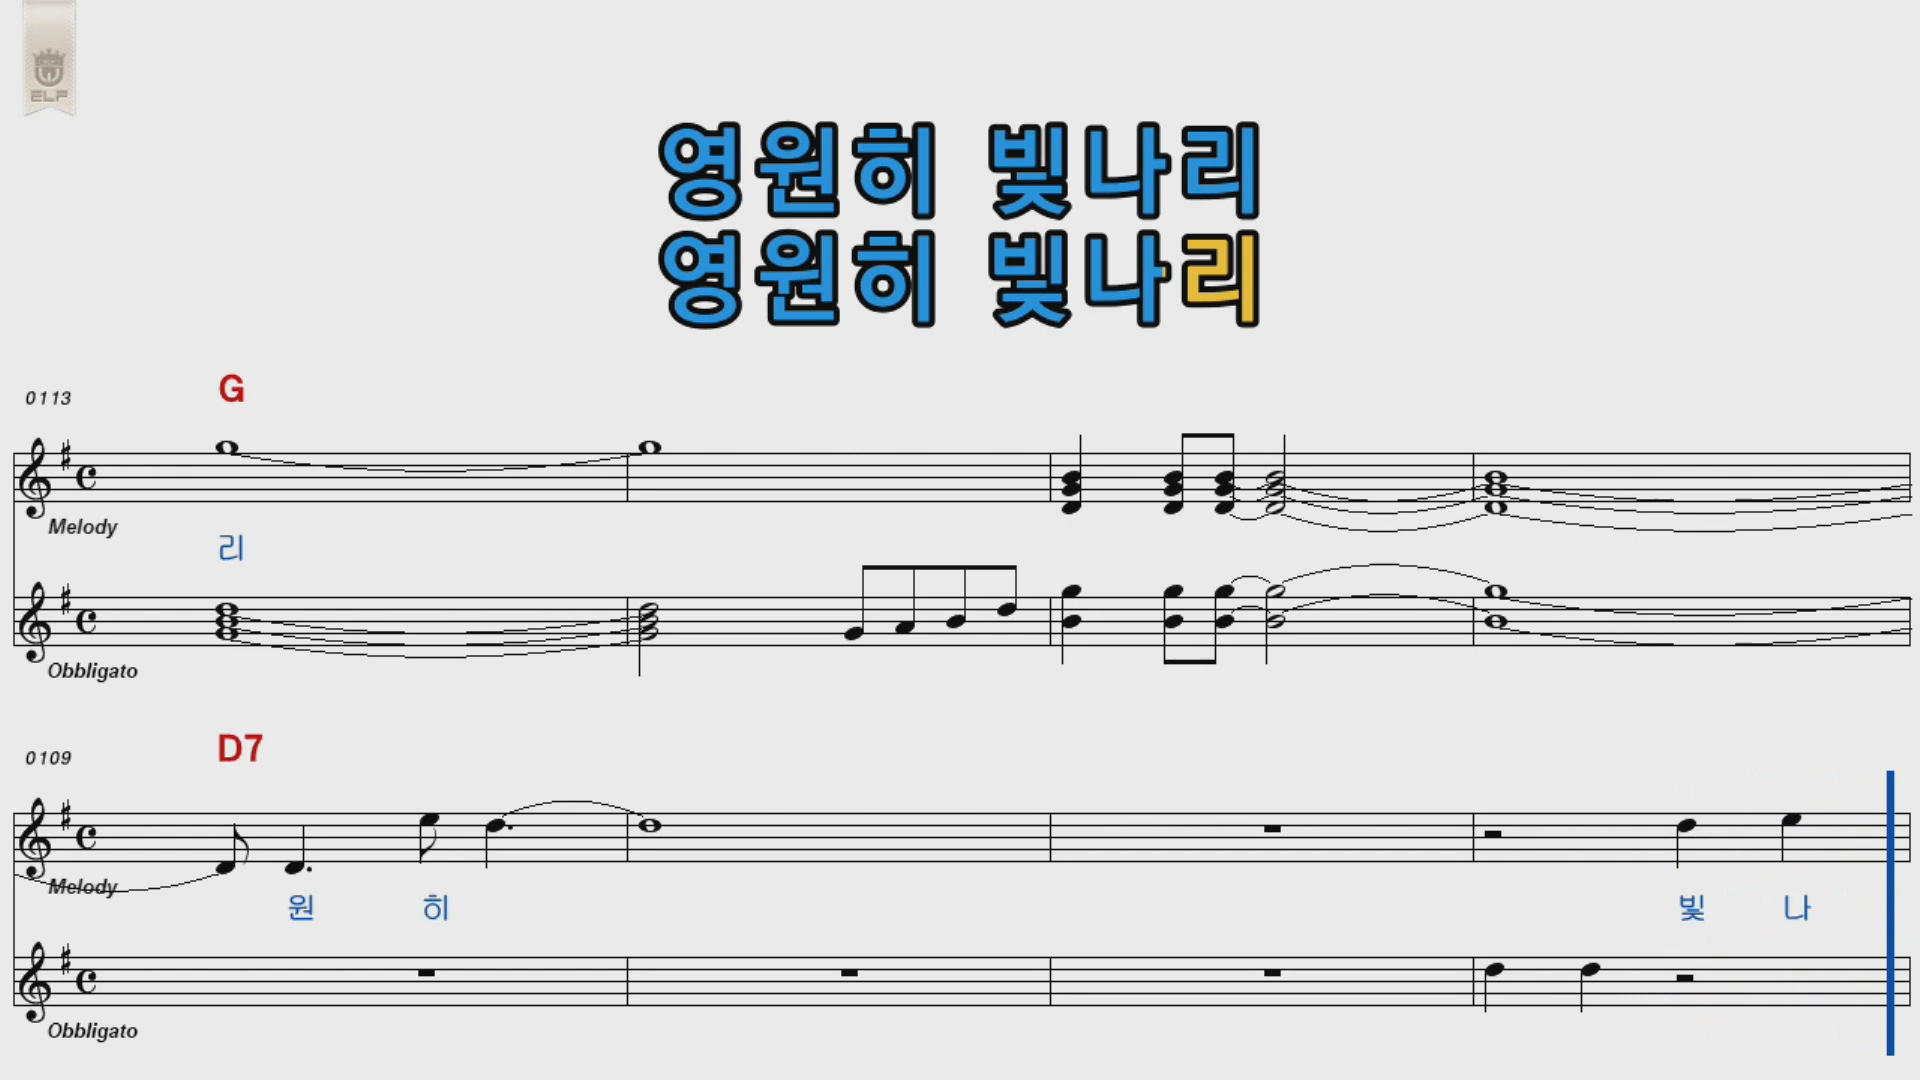 ELF
영원히 빛나리
영원히 빛나리
0113
G
Melody
리
Obbligato
0109
D7
Melody
원 히 빛 나
Obbligato